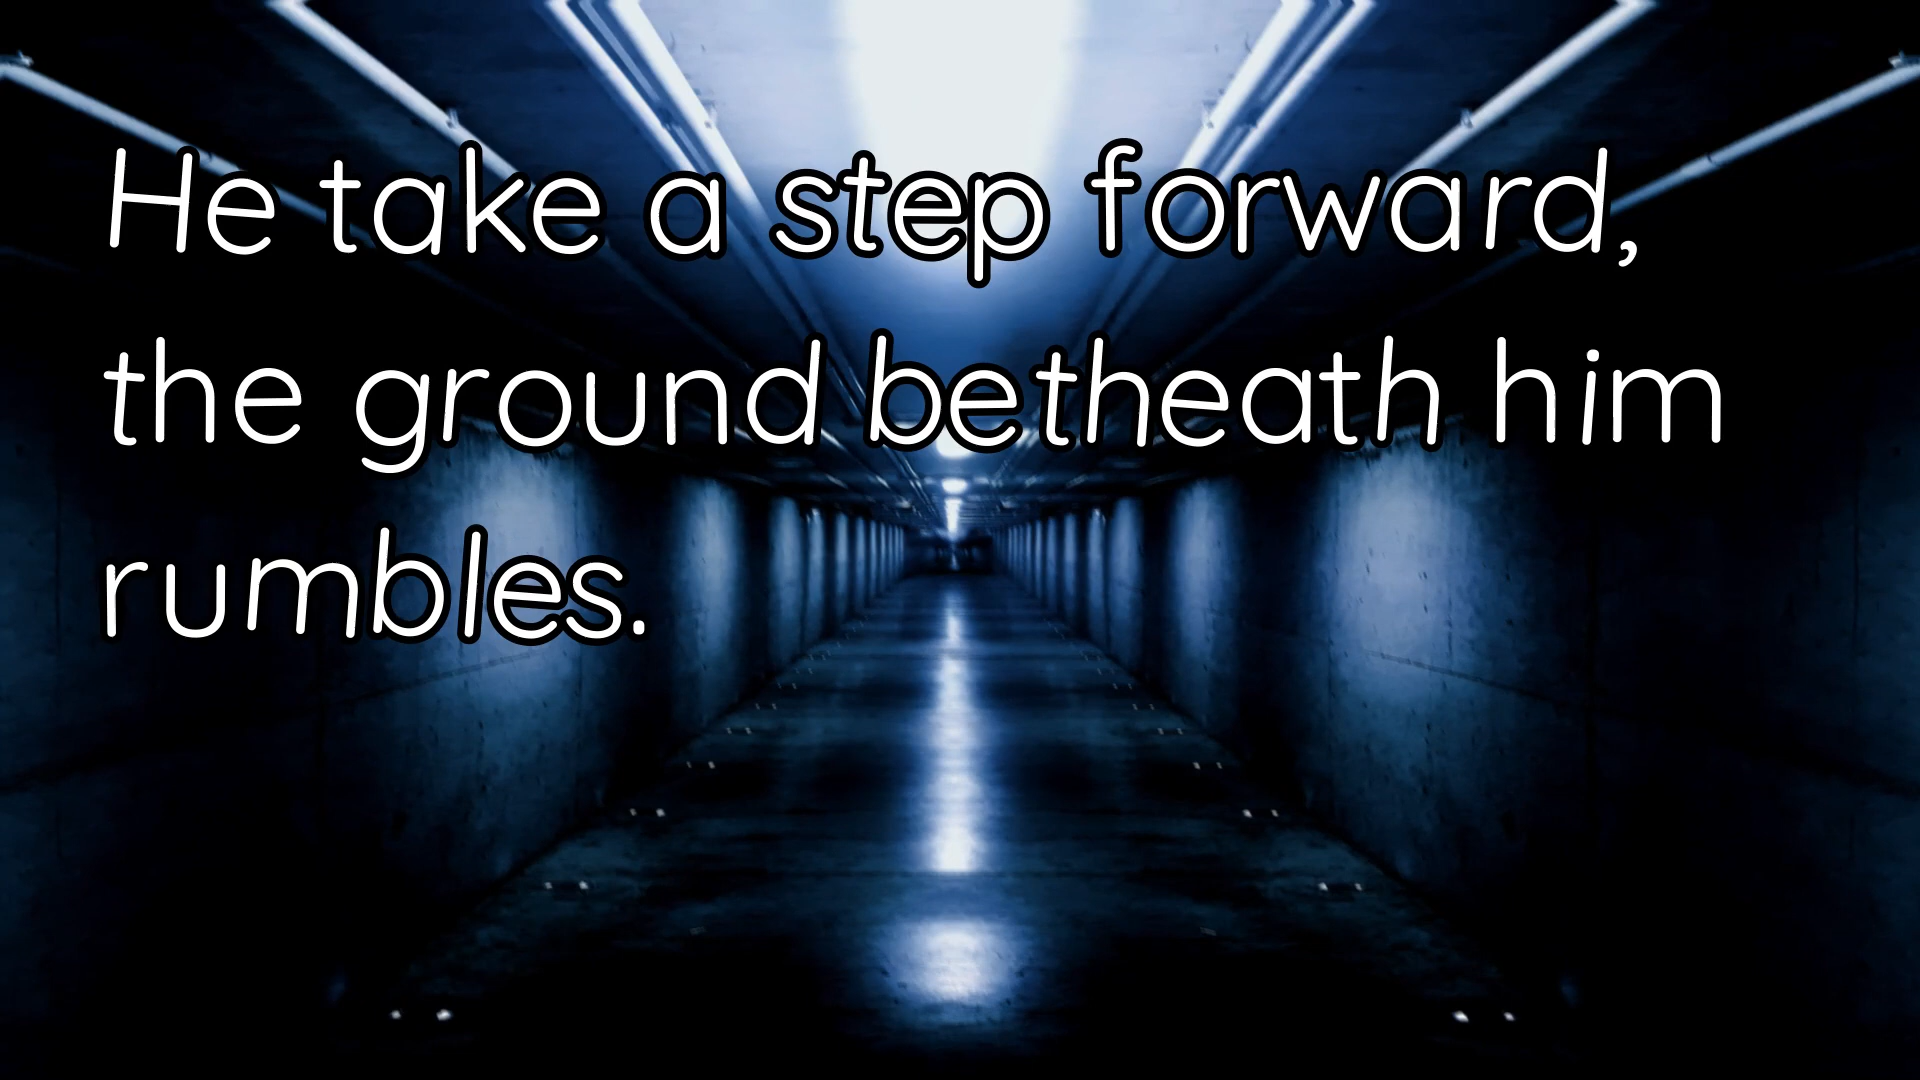 He take a step forward,
the ground betheath him
rumbles.